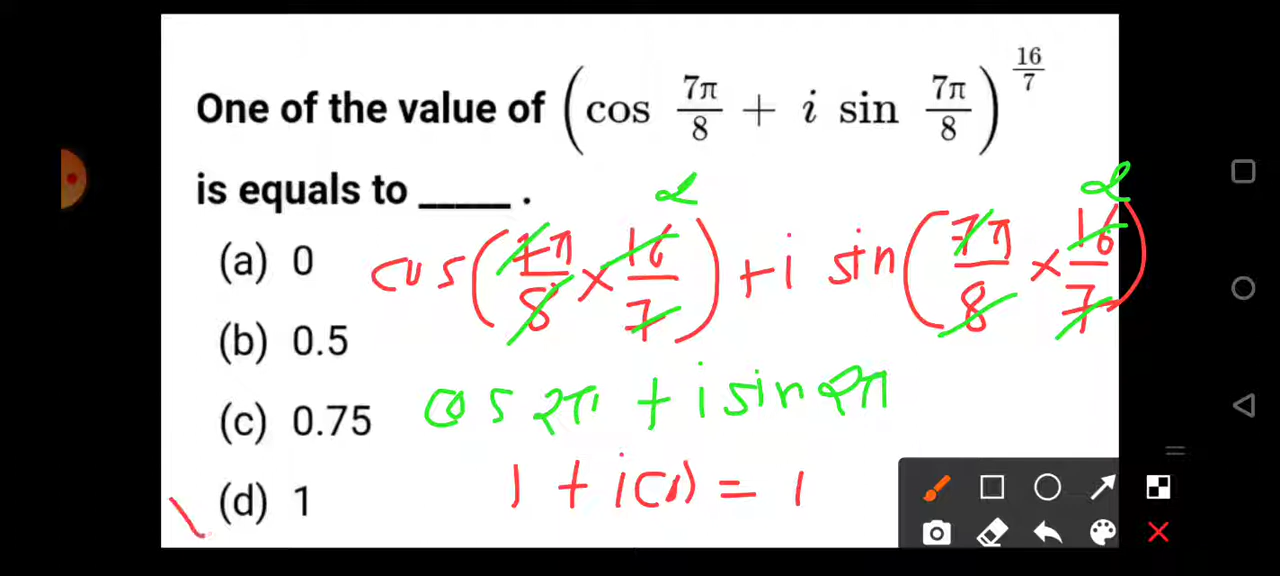 One of the value of (cos 7π/8 + i sin 7π/8)^(16/7)
is equals to _____ .
(a) 0
cos(7π/8 × 16/7) + i sin(7π/8 × 16/7)
2 2
(b) 0.5
(c) 0.75
cos 2π + i sin 2π
(d) 1
1 + i(0) = 1